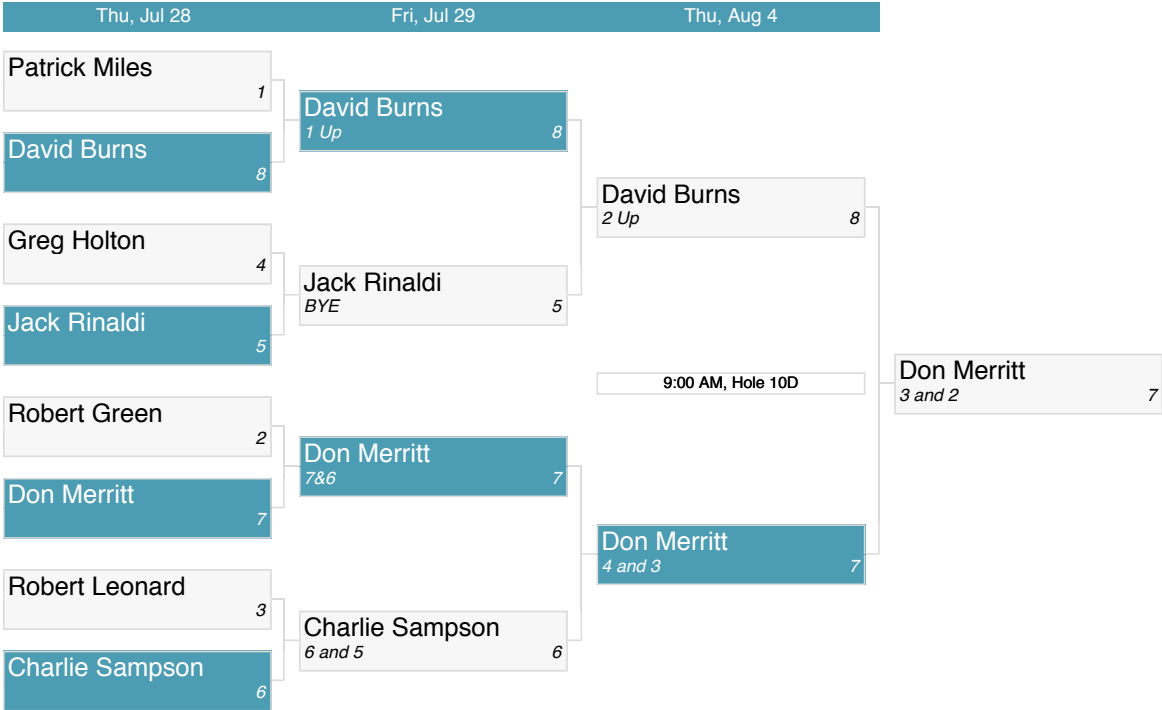 Thu, Jul 28
Fri, Jul 29
Thu, Aug 4
Patrick Miles
1
David Burns
8
Greg Holton
4
Jack Rinaldi
5
Robert Green
2
Don Merritt
7
Robert Leonard
3
Charlie Sampson
6
David Burns
1 Up 8
Jack Rinaldi
BYE 5
Don Merritt
7&6 7
Charlie Sampson
6 and 5 6
David Burns
2 Up 8
9:00 AM, Hole 10D
Don Merritt
4 and 3 7
Don Merritt
3 and 2 7